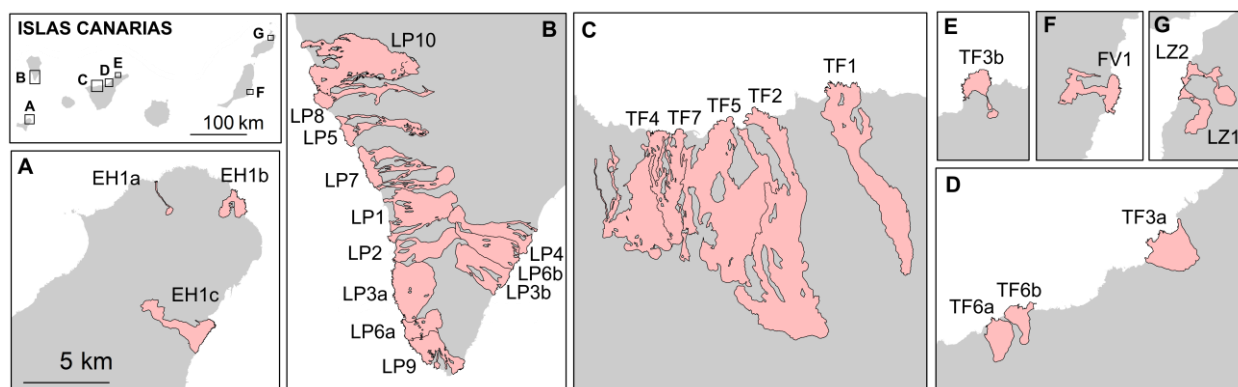 ISLAS CANARIAS
G
B
C
D
E
A
F
100 km
A
EH1a
EH1b
EH1c
5 km
B
LP10
LP8
LP5
LP7
LP1
LP2
LP4
LP6b
LP3b
LP3a
LP6a
LP9
C
TF1
TF4
TF7
TF5
TF2
E
TF3b
F
FV1
G
LZ2
LZ1
D
TF3a
TF6b
TF6a